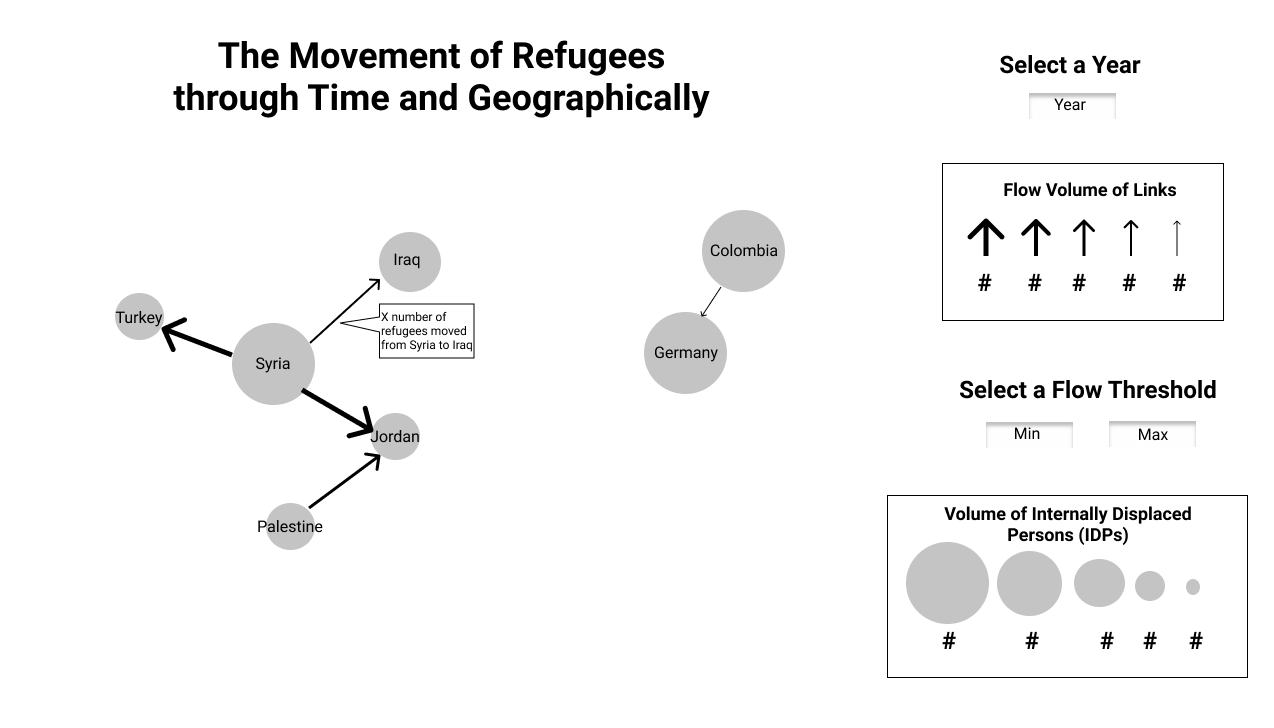 The Movement of Refugees
through Time and Geographically
Select a Year
Year
Flow Volume of Links
# # # # #
Colombia
Iraq
Turkey
X number of
refugees moved
from Syria to Iraq
Syria
Germany
Jordan
Palestine
Select a Flow Threshold
Min Max
Volume of Internally Displaced
Persons (IDPs)
# # # # #